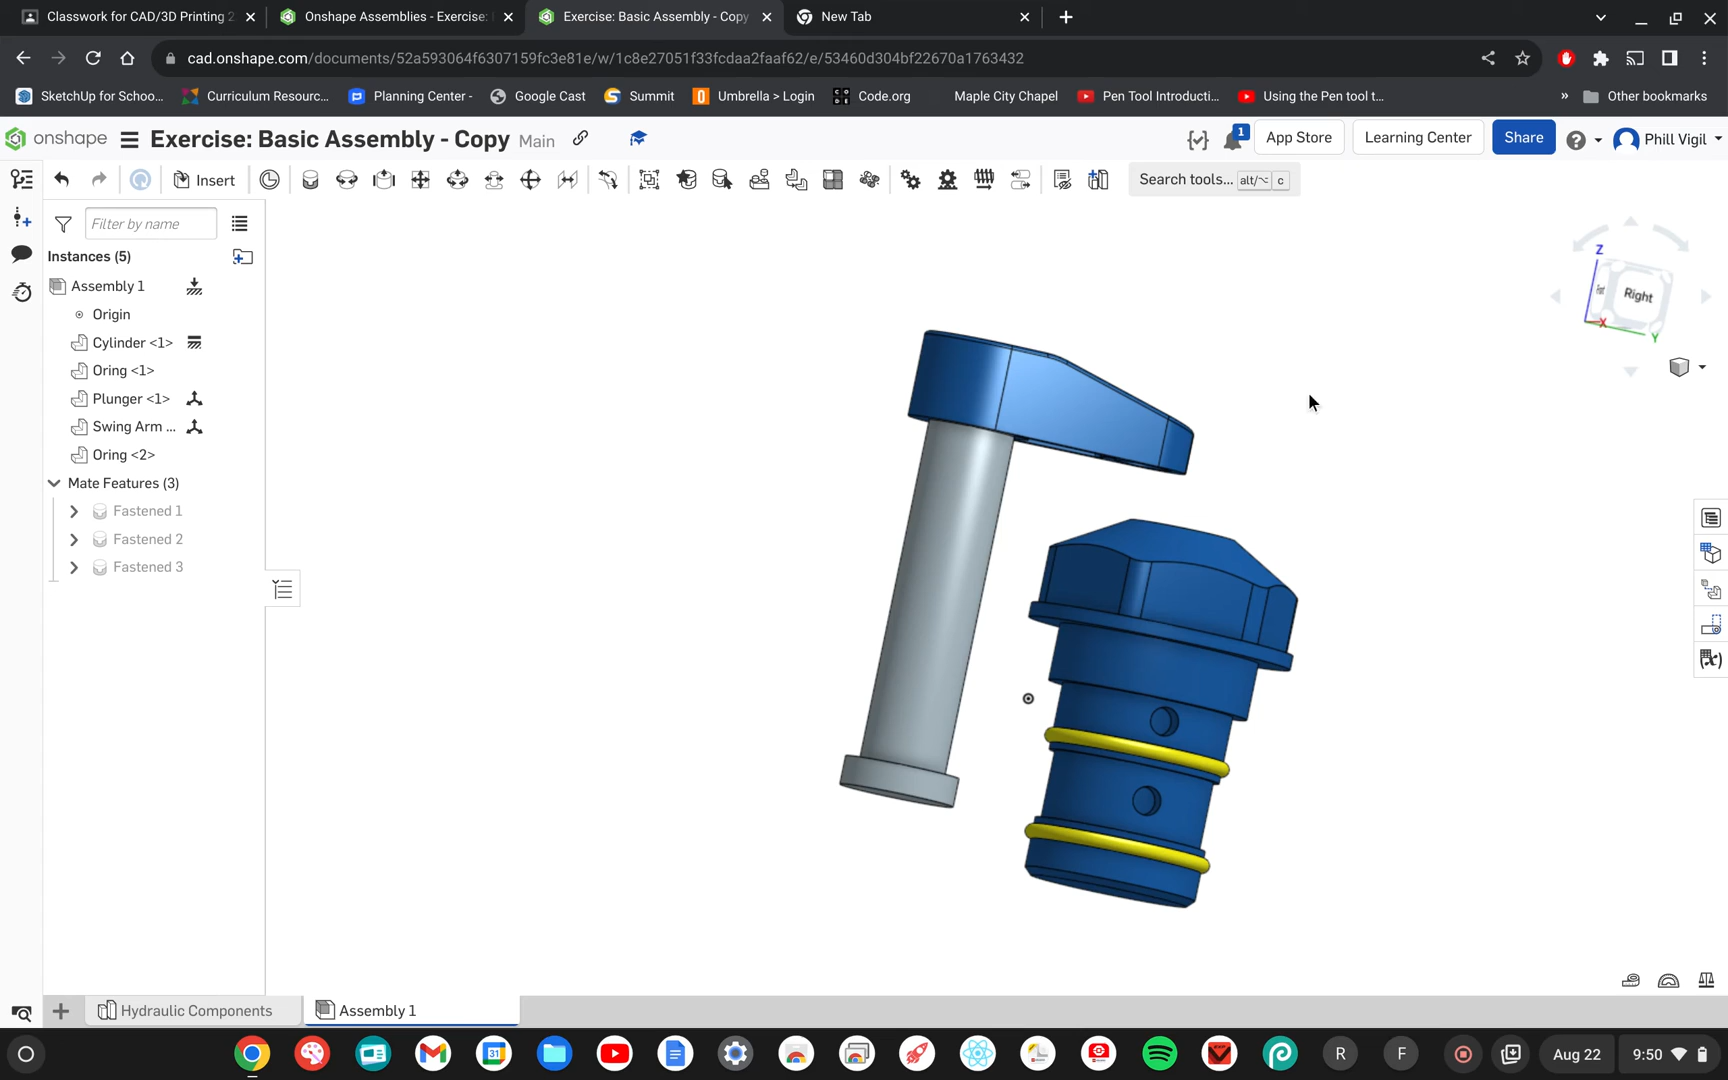 Classwork for CAD/3D Printing 2
Onshape Assemblies - Exercise:
Exercise: Basic Assembly - Copy
New Tab
cad.onshape.com/documents/52a593064f6307159fc3e81e/w/1c8e27051f33fcdaa2faaf62/e/53460d304bf22670a1763432
SketchUp for Schoo...
Curriculum Resourc...
Planning Center -
Google Cast
Summit
Umbrella > Login
Code.org
Maple City Chapel
Pen Tool Introducti...
Using the Pen tool t...
»
Other bookmarks
onshape
Exercise: Basic Assembly - Copy
Main
1
App Store
Learning Center
Share
Phill Vigil
Insert
Search tools... alt/⌥ c
Filter by name
Instances (5)
Assembly 1
Origin
Cylinder <1>
Oring <1>
Plunger <1>
Swing Arm ...
Oring <2>
Mate Features (3)
Fastened 1
Fastened 2
Fastened 3
Z
Right
X
Y
Hydraulic Components
Assembly 1
31
R
F
Aug 22
9:50